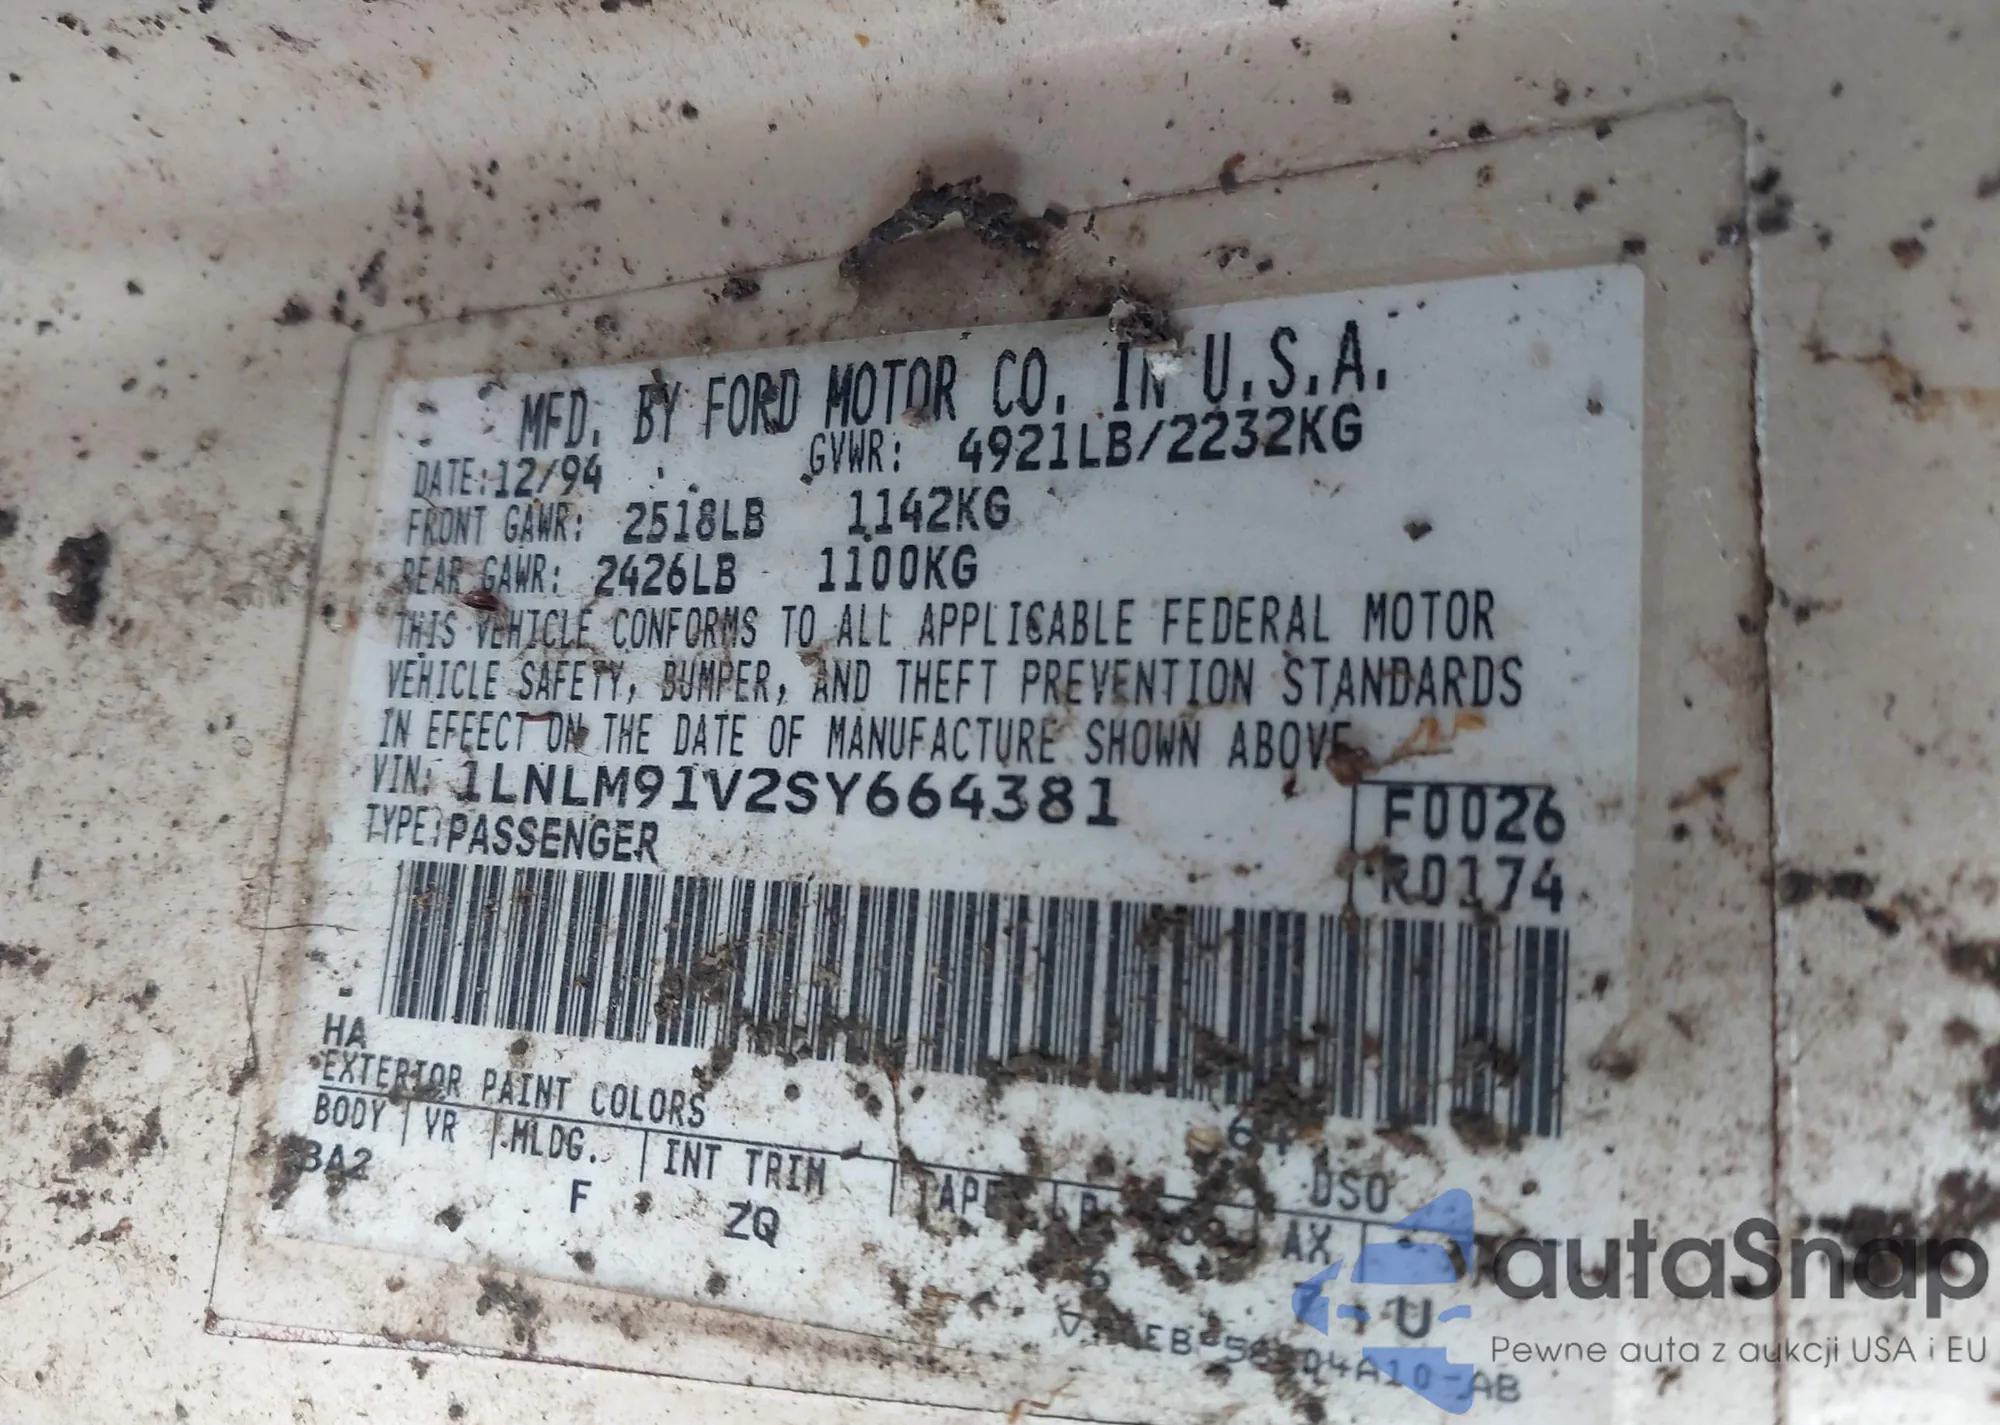 MFD. BY FORD MOTOR CO. IN U.S.A.
DATE:12/94 GVWR: 4921LB/2232KG
FRONT GAWR: 2518LB 1142KG
REAR GAWR: 2426LB 1100KG
THIS VEHICLE CONFORMS TO ALL APPLICABLE FEDERAL MOTOR
VEHICLE SAFETY, BUMPER, AND THEFT PREVENTION STANDARDS
IN EFFECT ON THE DATE OF MANUFACTURE SHOWN ABOVE
VIN: 1LNLM91V2SY664381
F0026
TYPE:PASSENGER
R0174
HA
EXTERIOR PAINT COLORS
64
DSO
BODY VR MLDG. INT TRIM TAPE AX
BA2 F ZQ 6 U
autaSnap
Pewne auta z aukcji USA i EU